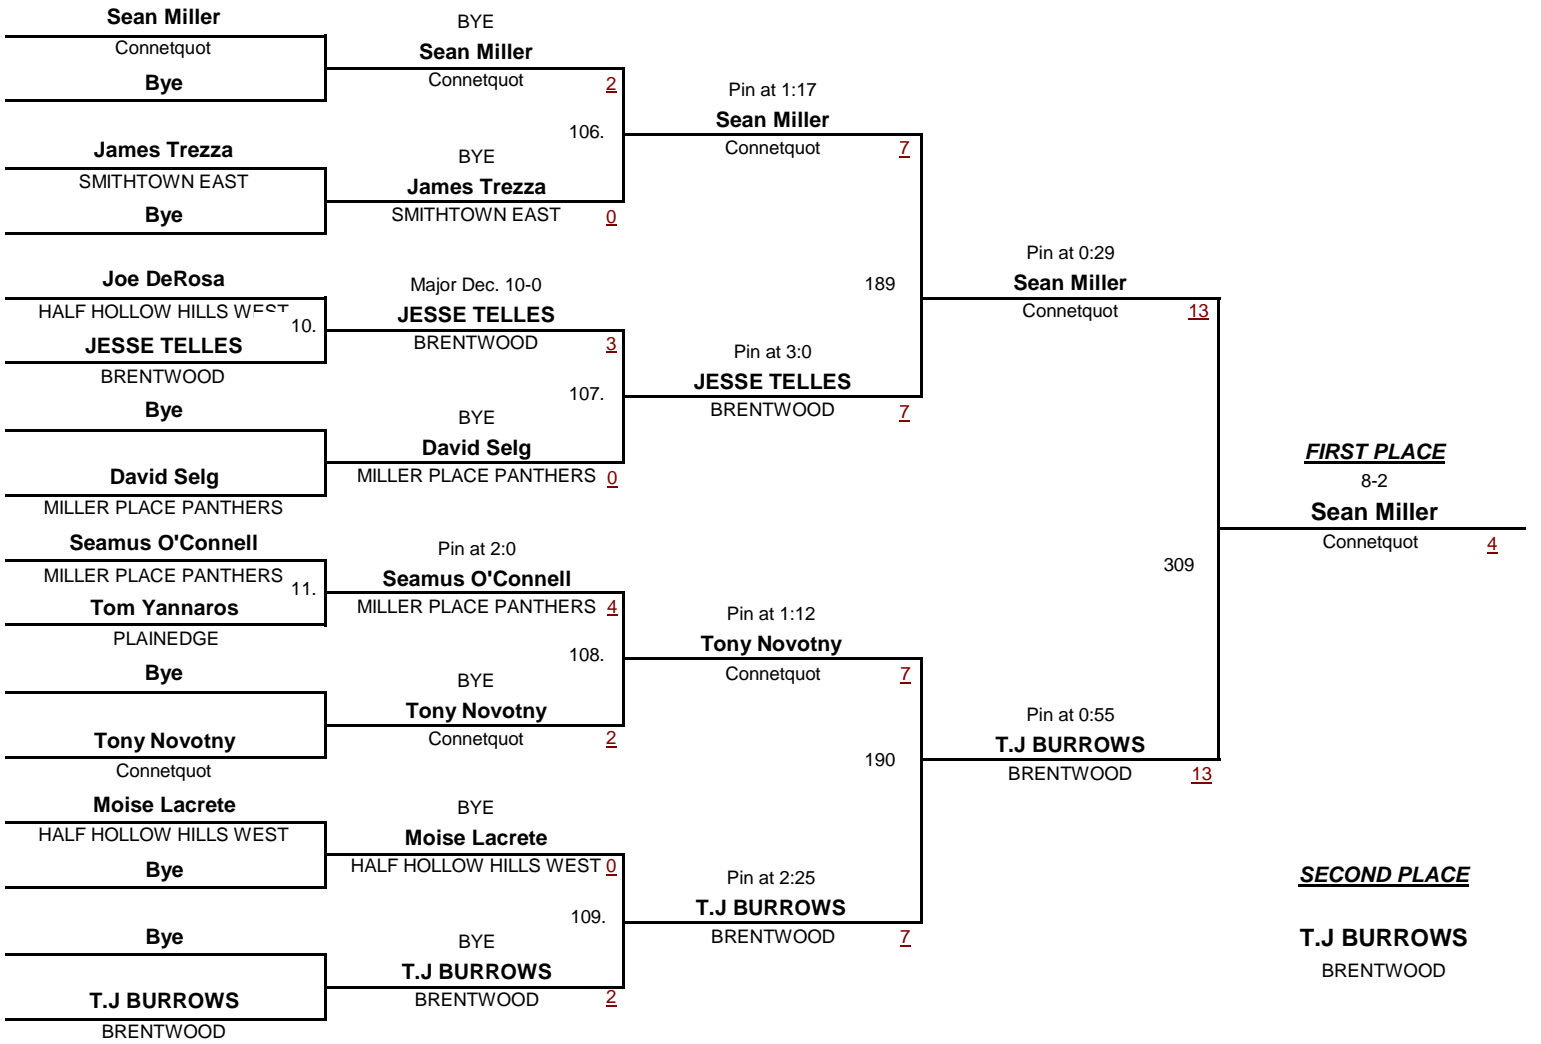 Sean Miller
Connetquot
Bye
James Trezza
SMITHTOWN EAST
Bye
Joe DeRosa
HALF HOLLOW HILLS WEST
10.
JESSE TELLES
BRENTWOOD
Bye
David Selg
MILLER PLACE PANTHERS
Seamus O'Connell
MILLER PLACE PANTHERS
11.
Tom Yannaros
PLAINEDGE
Bye
Tony Novotny
Connetquot
Moise Lacrete
HALF HOLLOW HILLS WEST
Bye
Bye
T.J BURROWS
BRENTWOOD
BYE
Sean Miller
Connetquot 2
106.
BYE
James Trezza
SMITHTOWN EAST 0
Major Dec. 10-0
JESSE TELLES
BRENTWOOD 3
107.
BYE
David Selg
MILLER PLACE PANTHERS 0
Pin at 2:0
Seamus O'Connell
MILLER PLACE PANTHERS 4
108.
BYE
Tony Novotny
Connetquot 2
BYE
Moise Lacrete
HALF HOLLOW HILLS WEST 0
109.
BYE
T.J BURROWS
BRENTWOOD 2
Pin at 1:17
Sean Miller
Connetquot 7
189
Pin at 3:0
JESSE TELLES
BRENTWOOD 7
Pin at 1:12
Tony Novotny
Connetquot 7
190
Pin at 2:25
T.J BURROWS
BRENTWOOD 7
Pin at 0:29
Sean Miller
Connetquot 13
309
Pin at 0:55
T.J BURROWS
BRENTWOOD 13
FIRST PLACE
8-2
Sean Miller
Connetquot 4
SECOND PLACE
T.J BURROWS
BRENTWOOD